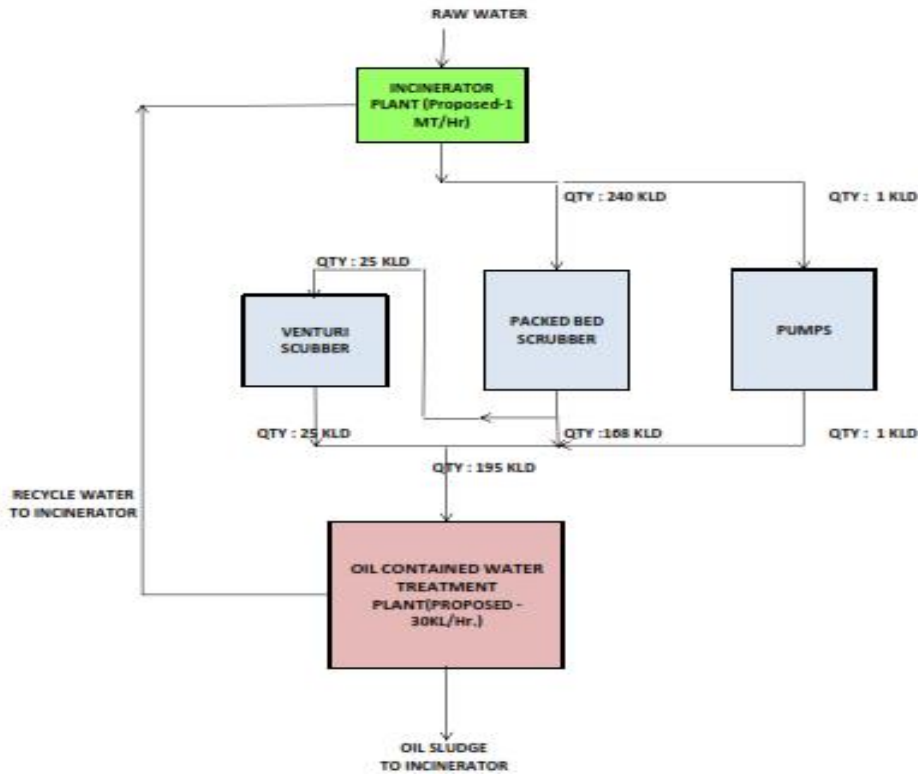 RAW WATER
INCINERATOR
PLANT (Proposed-1
MT/Hr)
QTY : 240 KLD
QTY : 1 KLD
QTY : 25 KLD
VENTURI
SCUBBER
PACKED BED
SCRUBBER
PUMPS
QTY : 25 KLD
QTY :168 KLD
QTY : 1 KLD
QTY : 195 KLD
RECYCLE WATER
TO INCINERATOR
OIL CONTAINED WATER
TREATMENT
PLANT(PROPOSED -
30KL/Hr.)
OIL SLUDGE
TO INCINERATOR